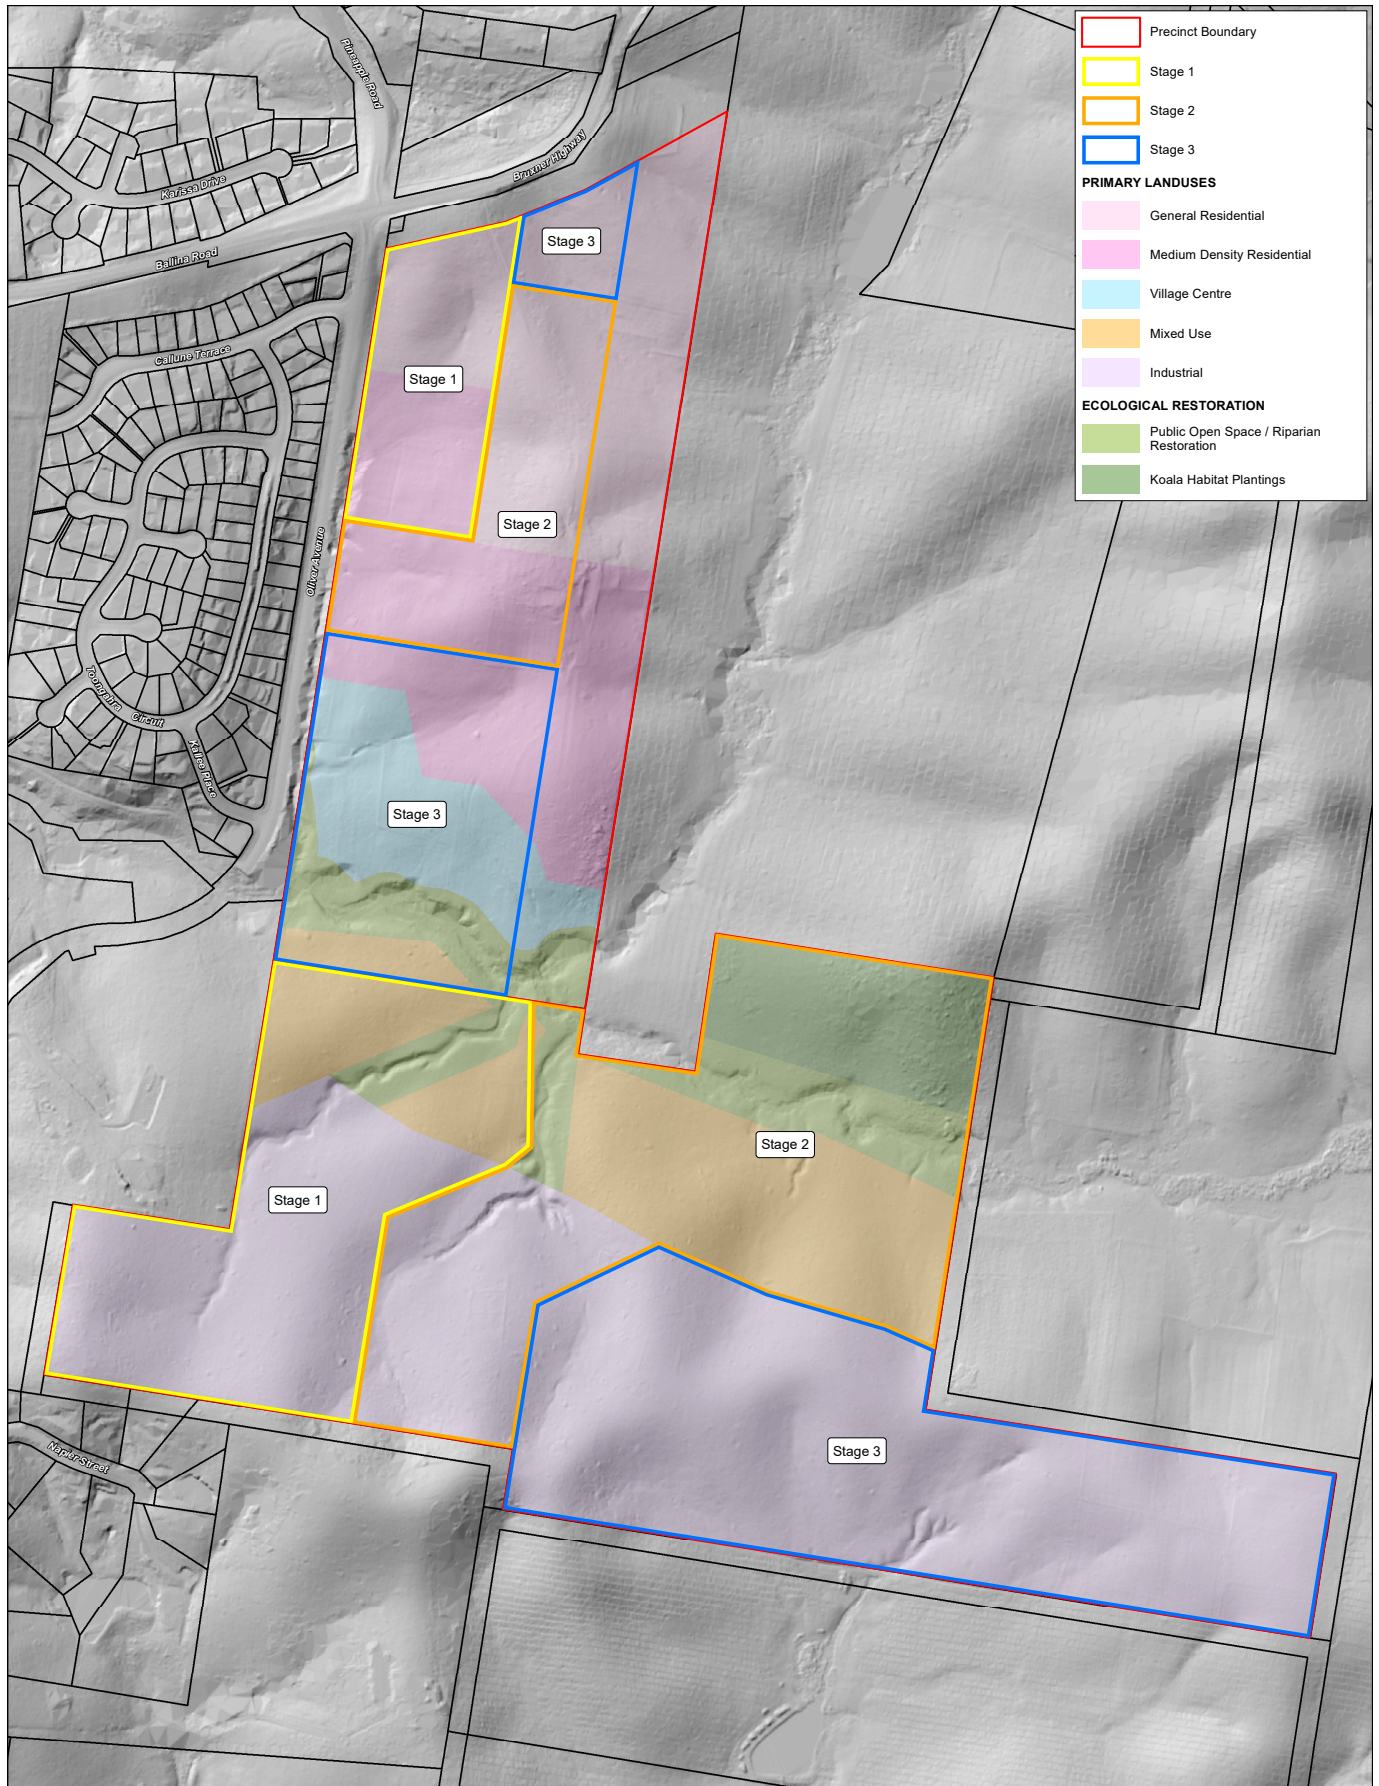 Precinct Boundary
Stage 1
Stage 2
Stage 3
PRIMARY LANDUSES
General Residential
Medium Density Residential
Village Centre
Mixed Use
Industrial
ECOLOGICAL RESTORATION
Public Open Space / Riparian
Restoration
Koala Habitat Plantings
Pineapple Road
Bruxner Highway
Karissa Drive
Ballina Road
Stage 3
Callune Terrace
Stage 1
Stage 2
Oliver Avenue
Toongahra
Circuit
Kallee Place
Stage 3
Stage 2
Stage 1
Stage 3
Napier Street